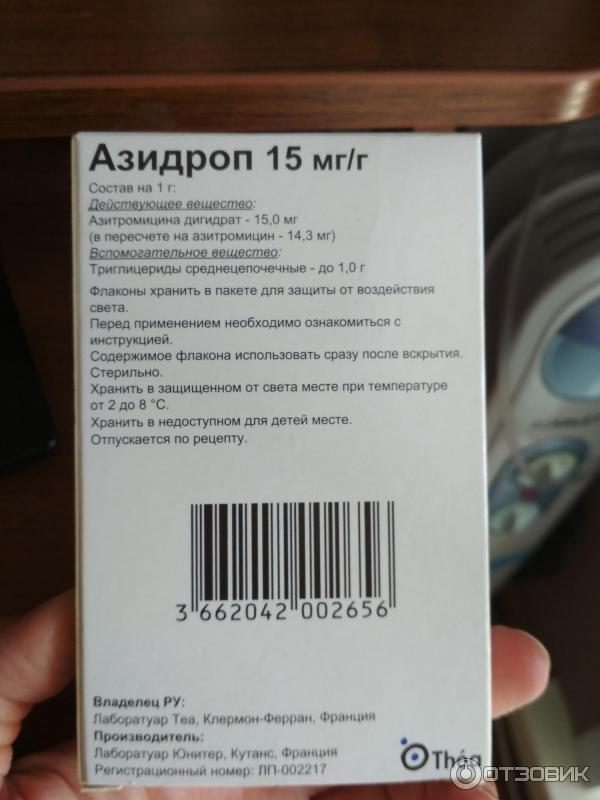 Азидроп 15 мг/г
Состав на 1 г:
Действующее вещество:
Азитромицина дигидрат - 15,0 мг
(в пересчете на азитромицин - 14,3 мг)
Вспомогательное вещество:
Триглицериды среднецепочечные - до 1,0 г
Флаконы хранить в пакете для защиты от воздействия
света.
Перед применением необходимо ознакомиться с
инструкцией.
Содержимое флакона использовать сразу после вскрытия.
Стерильно.
Хранить в защищенном от света месте при температуре
от 2 до 8 °С.
Хранить в недоступном для детей месте.
Отпускается по рецепту.
3 662042 002656
Владелец РУ:
Лаборатуар Теа, Клермон-Ферран, Франция
Производитель:
Лаборатуар Юнитер, Кутанс, Франция
Регистрационный номер: ЛП-002217
Théa
ОТЗОВИК